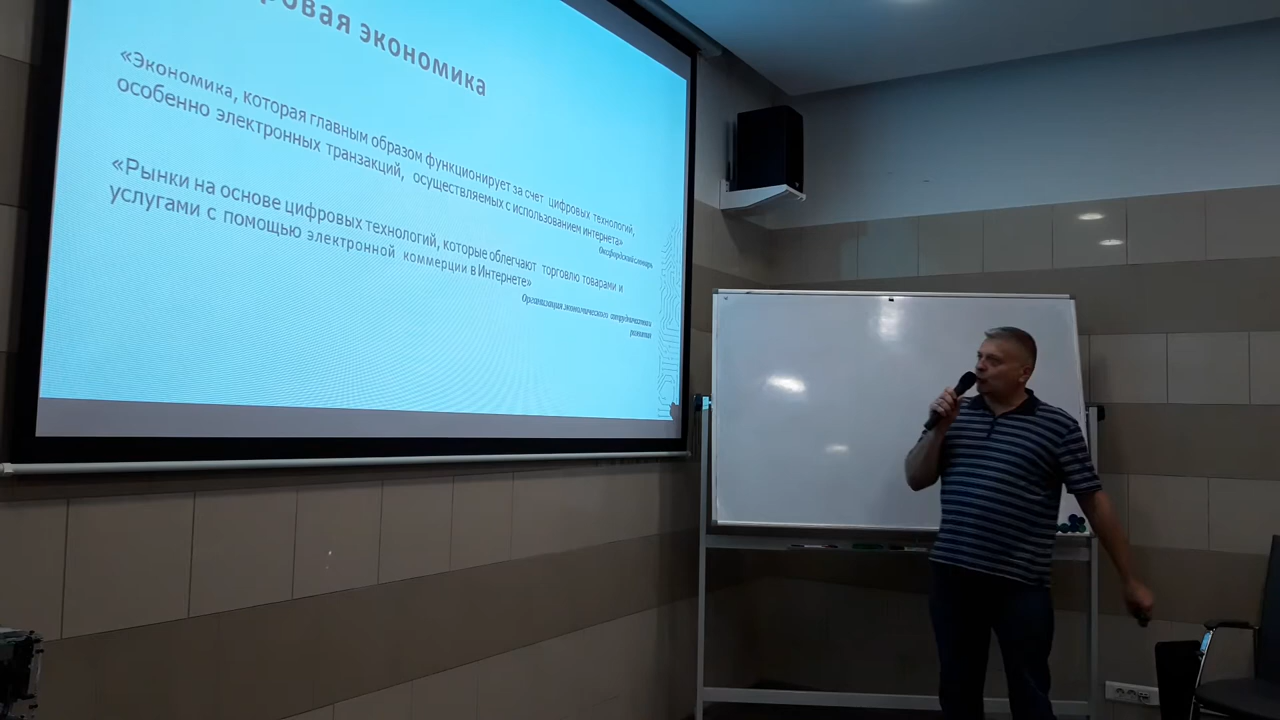 ровая экономика
«Экономика, которая главным образом функционирует за счет цифровых технологий,
особенно электронных транзакций, осуществляемых с использованием интернета»
Оксфордский словарь
«Рынки на основе цифровых технологий, которые облегчают торговлю товарами и
услугами с помощью электронной коммерции в Интернете»
Организация экономического сотрудничества и
развития